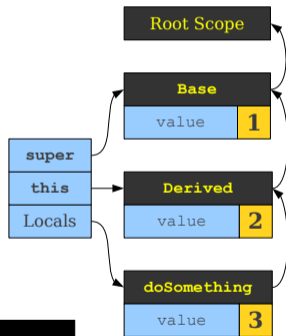 Root Scope
Base
value 1
super
this
Locals
Derived
value 2
doSomething
value 3